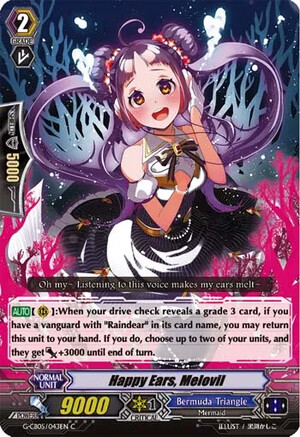 2
GRADE
5000
Oh my~ Listening to this voice makes my ears melt~
AUTO [ ]:When your drive check reveals a grade 3 card, if you
have a vanguard with "Raindear" in its card name, you may return
this unit to your hand. If you do, choose up to two of your units, and
they get +3000 until end of turn.
NORMAL
UNIT
Happy Ears, Melovil
POWER
9000
1
CRITICAL
Bermuda Triangle
Mermaid
G-CB05/043EN C
ILLUST